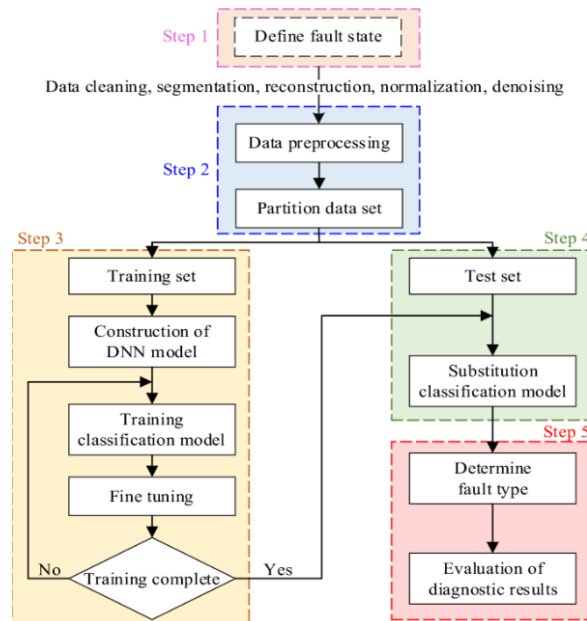 Step 1
Define fault state
Data cleaning, segmentation, reconstruction, normalization, denoising
Step 2
Data preprocessing
Partition data set
Step 3
Training set
Construction of
DNN model
Training
classification model
Fine tuning
Training complete
No
Yes
Step 4
Test set
Substitution
classification model
Step 5
Determine
fault type
Evaluation of
diagnostic results